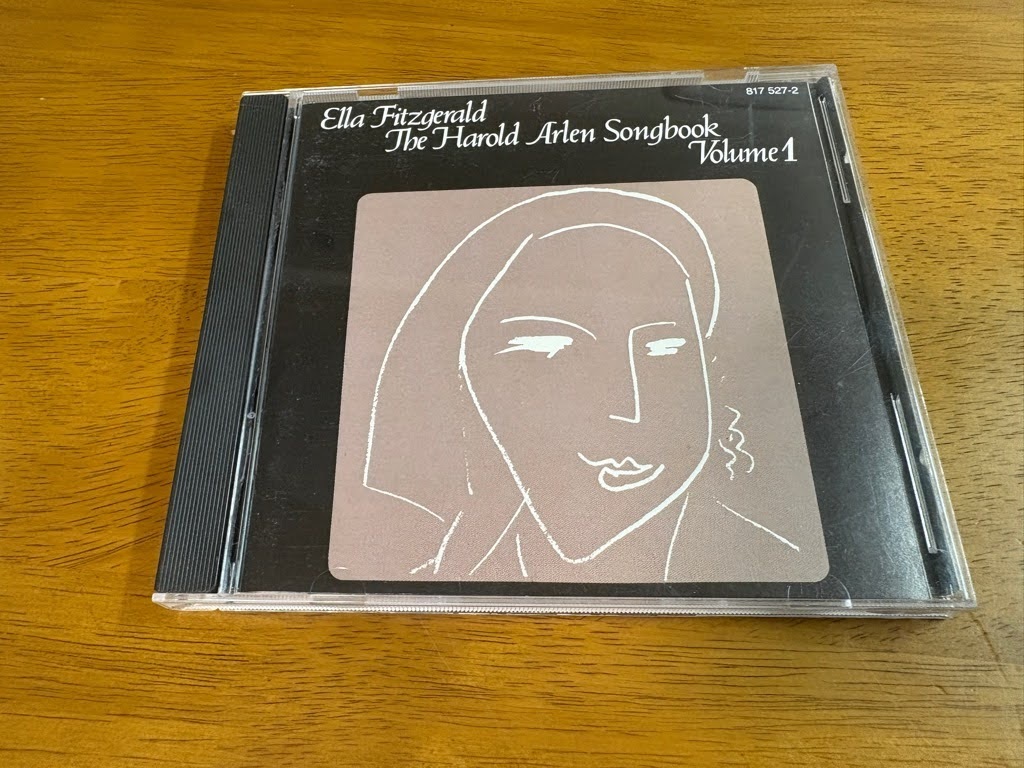 817 527-2
Ella Fitzgerald
The Harold Arlen Songbook
Volume 1